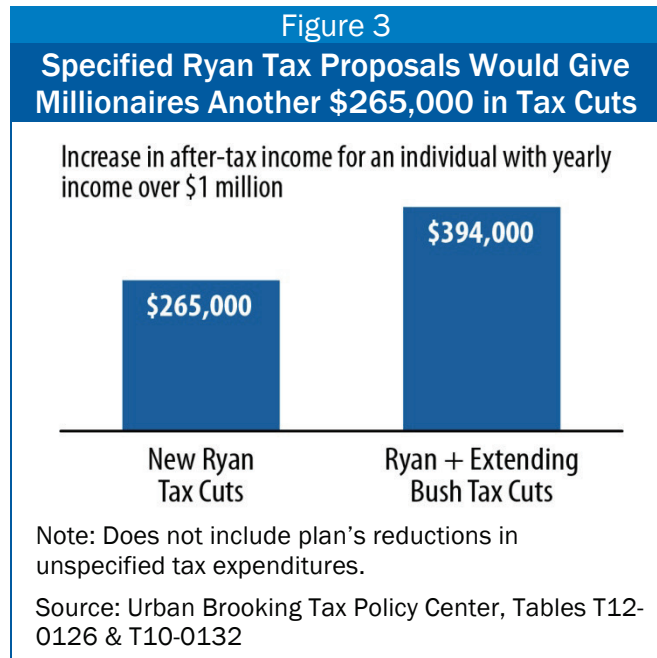 Figure 3
Specified Ryan Tax Proposals Would Give
Millionaires Another $265,000 in Tax Cuts
Increase in after-tax income for an individual with yearly
income over $1 million
$394,000
$265,000
New Ryan
Tax Cuts
Ryan + Extending
Bush Tax Cuts
Note: Does not include plan's reductions in
unspecified tax expenditures.
Source: Urban Brooking Tax Policy Center, Tables T12-
0126 & T10-0132